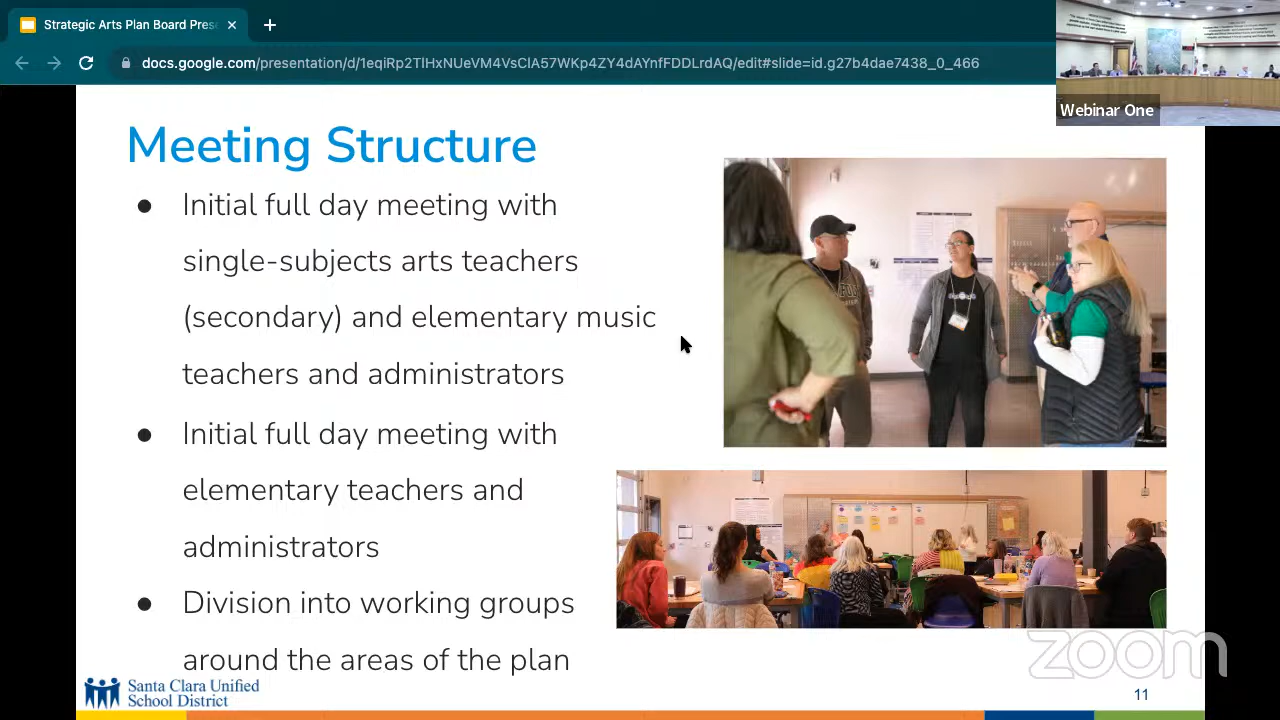 Strategic Arts Plan Board Pres
docs.google.com/presentation/d/1eqiRp2TlHxNUeVM4VsClA57WKp4ZY4dAYnfFDDLrdAQ/edit#slide=id.g27b4dae7438_0_466
Webinar One
Meeting Structure
● Initial full day meeting with
single-subjects arts teachers
(secondary) and elementary music
teachers and administrators
● Initial full day meeting with
elementary teachers and
administrators
● Division into working groups
around the areas of the plan
zoom
Santa Clara Unified
School District
11